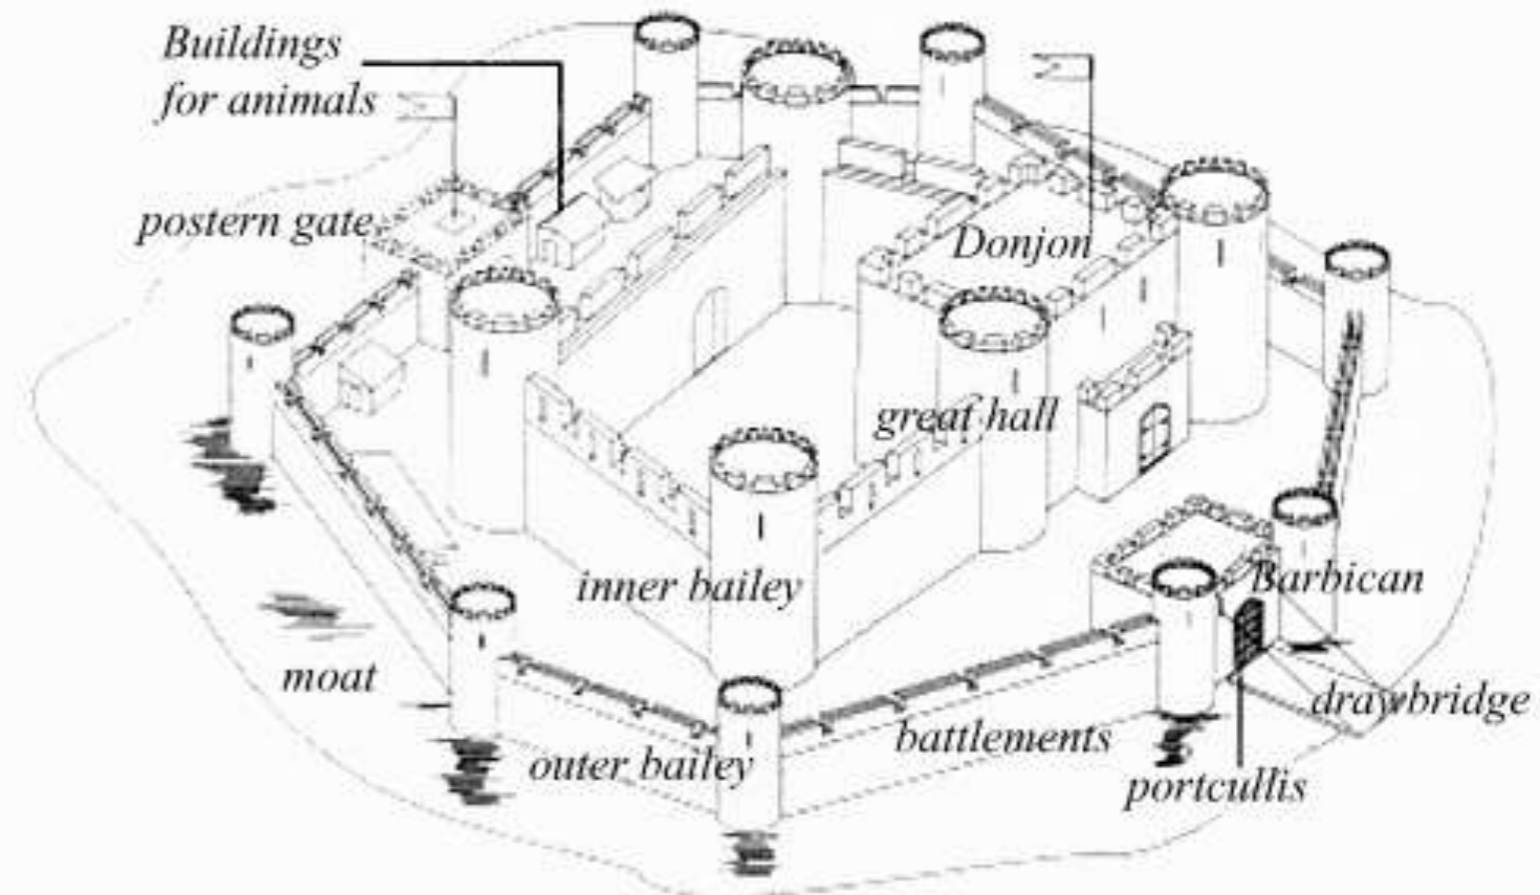 Buildings
for animals
postern gate
Donjon
great hall
inner bailey
Barbican
moat
drawbridge
outer bailey
battlements
portcullis